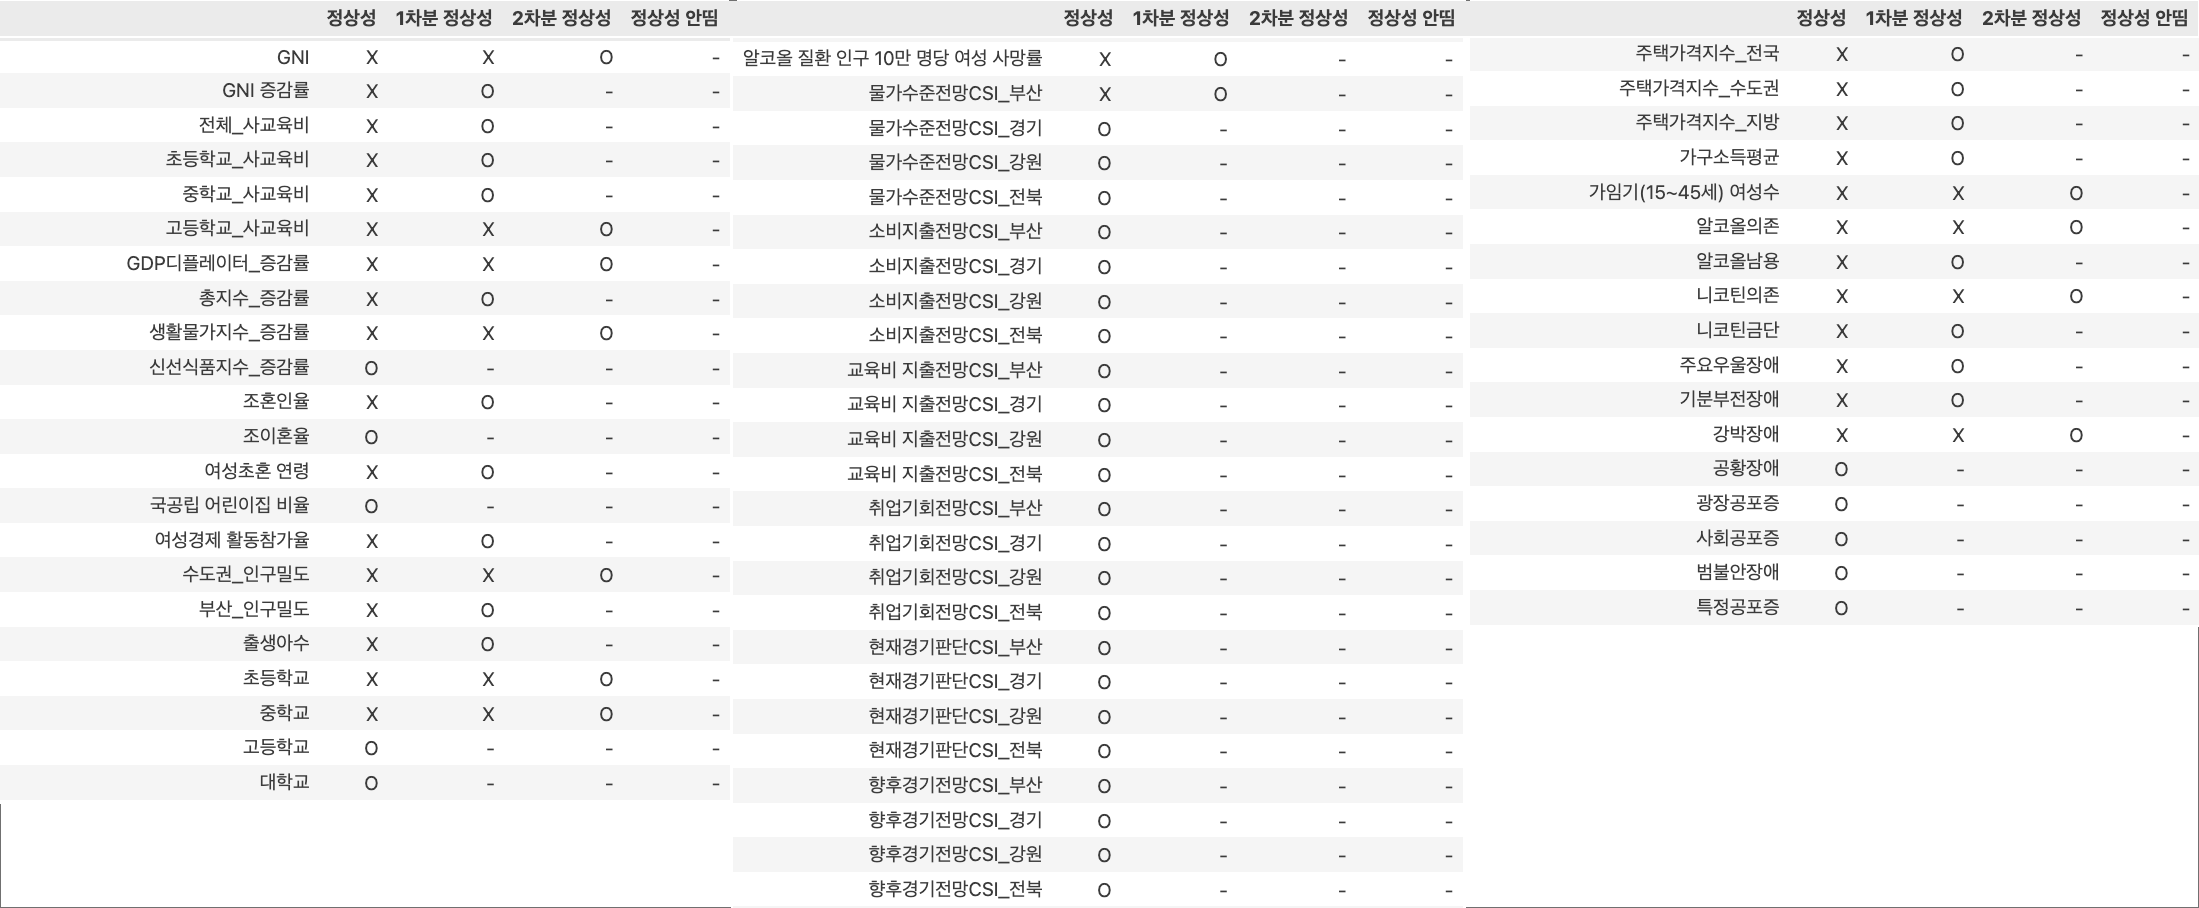 정상성 1차분 정상성 2차분 정상성 정상성 안띰
GNI X X O -
GNI 증감률 X O - -
전체_사교육비 X O - -
초등학교_사교육비 X O - -
중학교_사교육비 X O - -
고등학교_사교육비 X X O -
GDP디플레이터_증감률 X X O -
총지수_증감률 X O - -
생활물가지수_증감률 X X O -
신선식품지수_증감률 O - - -
조혼인율 X O - -
조이혼율 O - - -
여성초혼 연령 X O - -
국공립 어린이집 비율 O - - -
여성경제 활동참가율 X O - -
수도권_인구밀도 X X O -
부산_인구밀도 X O - -
출생아수 X O - -
초등학교 X X O -
중학교 X X O -
고등학교 O - - -
대학교 O - - -
정상성 1차분 정상성 2차분 정상성 정상성 안띰
알코올 질환 인구 10만 명당 여성 사망률 X O - -
물가수준전망CSI_부산 X O - -
물가수준전망CSI_경기 O - - -
물가수준전망CSI_강원 O - - -
물가수준전망CSI_전북 O - - -
소비지출전망CSI_부산 O - - -
소비지출전망CSI_경기 O - - -
소비지출전망CSI_강원 O - - -
소비지출전망CSI_전북 O - - -
교육비 지출전망CSI_부산 O - - -
교육비 지출전망CSI_경기 O - - -
교육비 지출전망CSI_강원 O - - -
교육비 지출전망CSI_전북 O - - -
취업기회전망CSI_부산 O - - -
취업기회전망CSI_경기 O - - -
취업기회전망CSI_강원 O - - -
취업기회전망CSI_전북 O - - -
현재경기판단CSI_부산 O - - -
현재경기판단CSI_경기 O - - -
현재경기판단CSI_강원 O - - -
현재경기판단CSI_전북 O - - -
향후경기전망CSI_부산 O - - -
향후경기전망CSI_경기 O - - -
향후경기전망CSI_강원 O - - -
향후경기전망CSI_전북 O - - -
정상성 1차분 정상성 2차분 정상성 정상성 안띰
주택가격지수_전국 X O - -
주택가격지수_수도권 X O - -
주택가격지수_지방 X O - -
가구소득평균 X O - -
가임기(15~45세) 여성수 X X O -
알코올의존 X X O -
알코올남용 X O - -
니코틴의존 X X O -
니코틴금단 X O - -
주요우울장애 X O - -
기분부전장애 X O - -
강박장애 X X O -
공황장애 O - - -
광장공포증 O - - -
사회공포증 O - - -
범불안장애 O - - -
특정공포증 O - - -